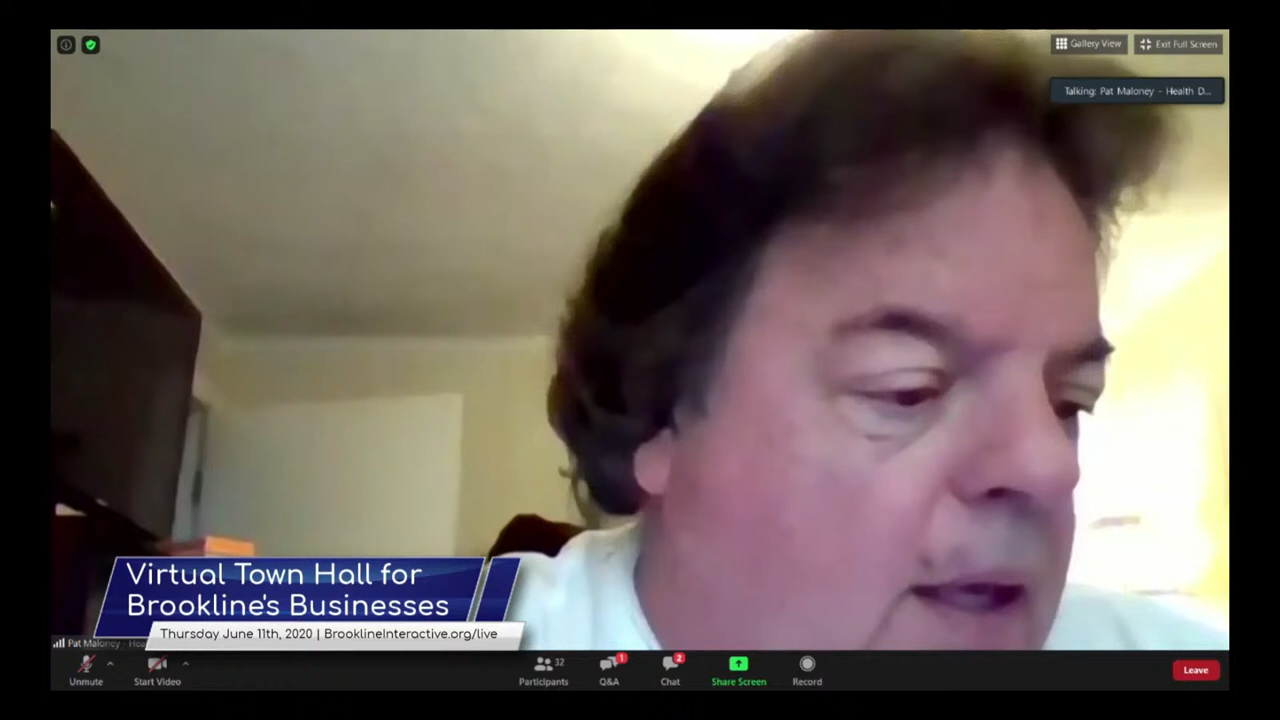 Gallery View
Exit Full Screen
Talking: Pat Maloney - Health D...
Virtual Town Hall for
Brookline's Businesses
Thursday June 11th, 2020 | BrooklineInteractive.org/live
Pat Maloney - Hea
Unmute
Start Video
32
Participants
1
Q&A
2
Chat
Share Screen
Record
Leave